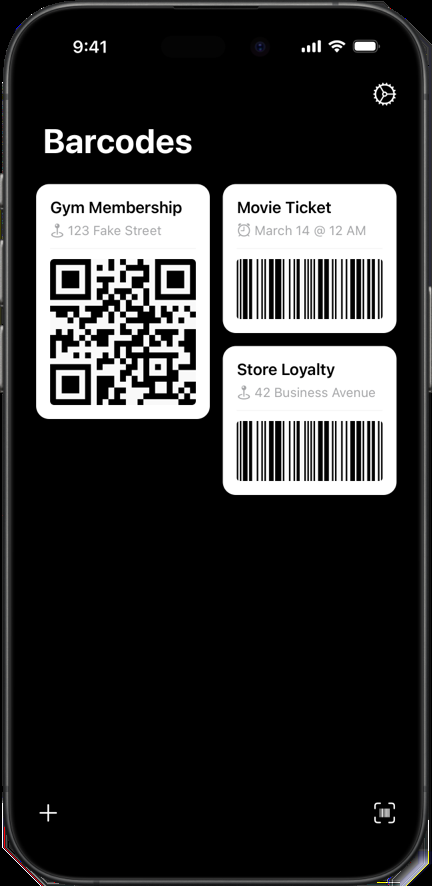 9:41
Barcodes
Gym Membership
123 Fake Street
Movie Ticket
March 14 @ 12 AM
Store Loyalty
42 Business Avenue